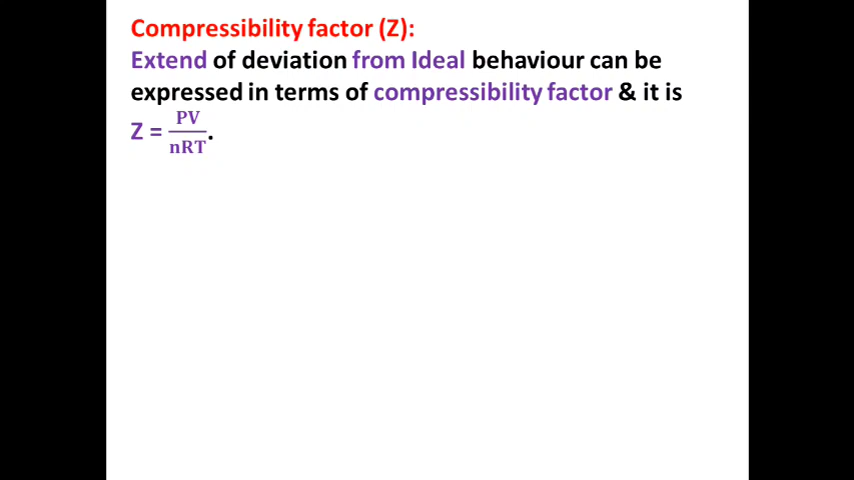 Compressibility factor (Z):
Extend of deviation from Ideal behaviour can be
expressed in terms of compressibility factor & it is
Z = PV/nRT.